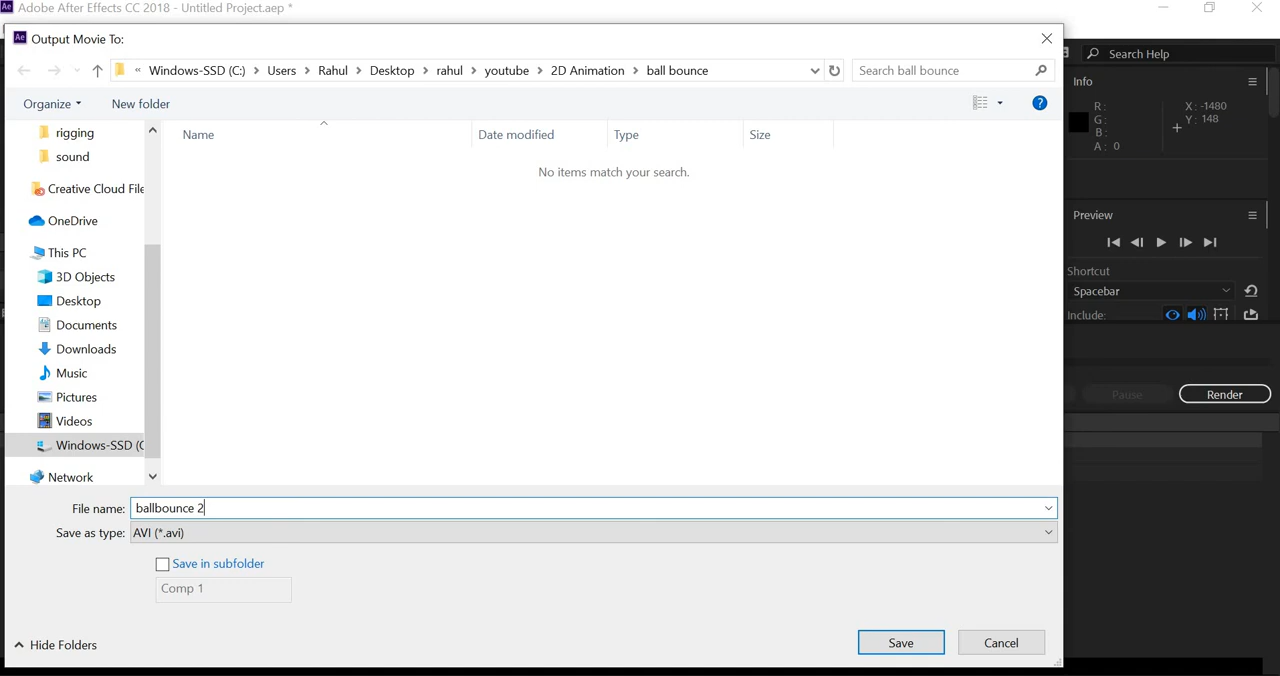 Adobe After Effects CC 2018 - Untitled Project.aep *
Output Movie To:
« Windows-SSD (C:) > Users > Rahul > Desktop > rahul > youtube > 2D Animation > ball bounce
Search ball bounce
Search Help
Organize
New folder
Name
Date modified
Type
Size
No items match your search.
rigging
sound
Creative Cloud File
OneDrive
This PC
3D Objects
Desktop
Documents
Downloads
Music
Pictures
Videos
Windows-SSD (C
Network
Info
R:
G:
B:
A: 0
X: -1480
Y: 148
Preview
Shortcut
Spacebar
Include:
Pause
Render
File name: ballbounce 2
Save as type: AVI (*.avi)
Save in subfolder
Comp 1
Hide Folders
Save
Cancel